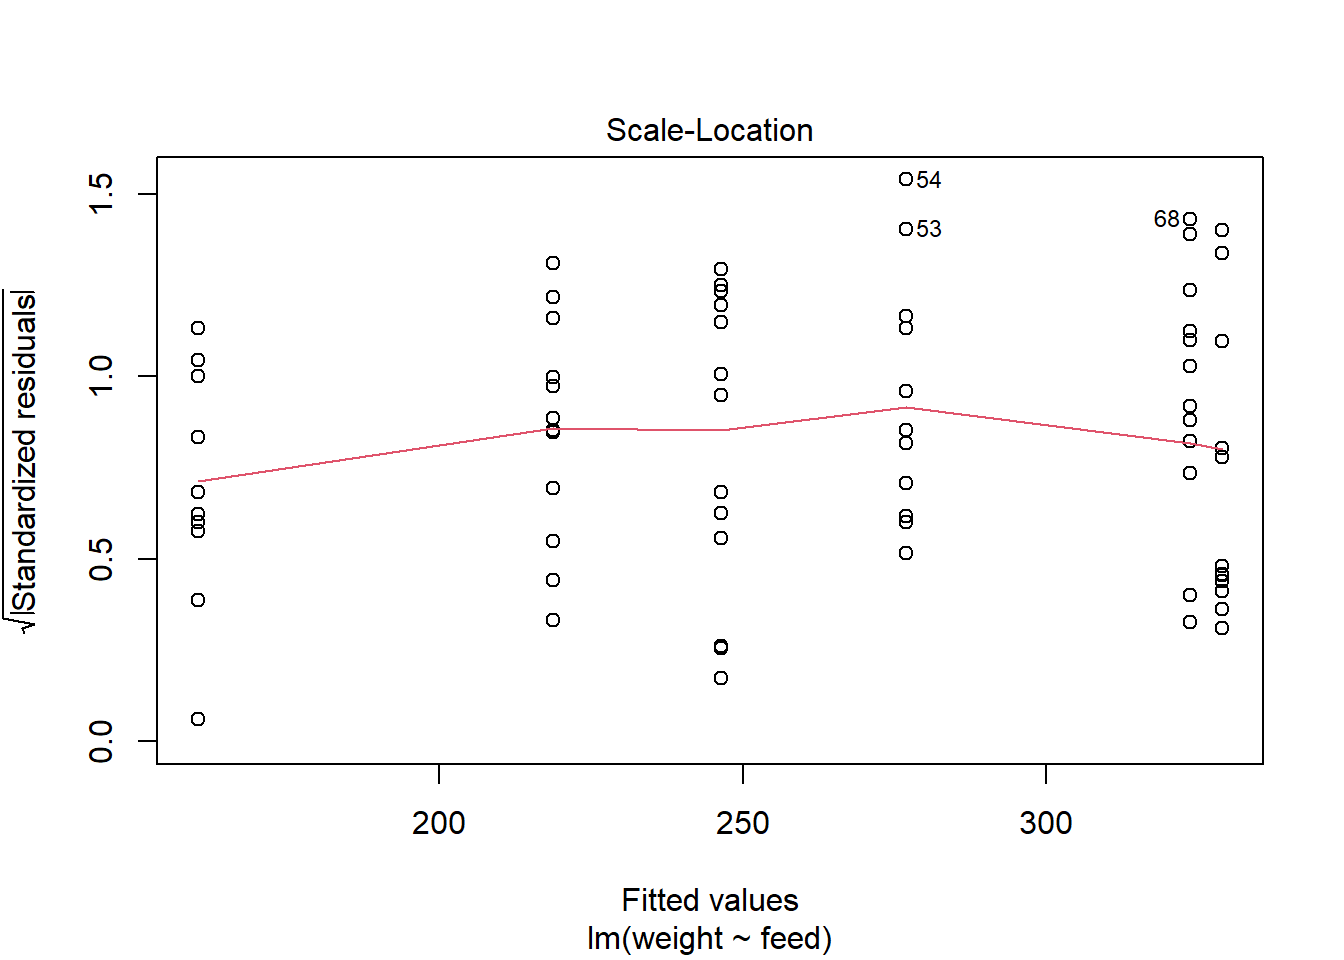 Scale-Location
√|Standardized residuals|
1.5
1.0
0.5
0.0
54
53
68
200 250 300
Fitted values
lm(weight ~ feed)